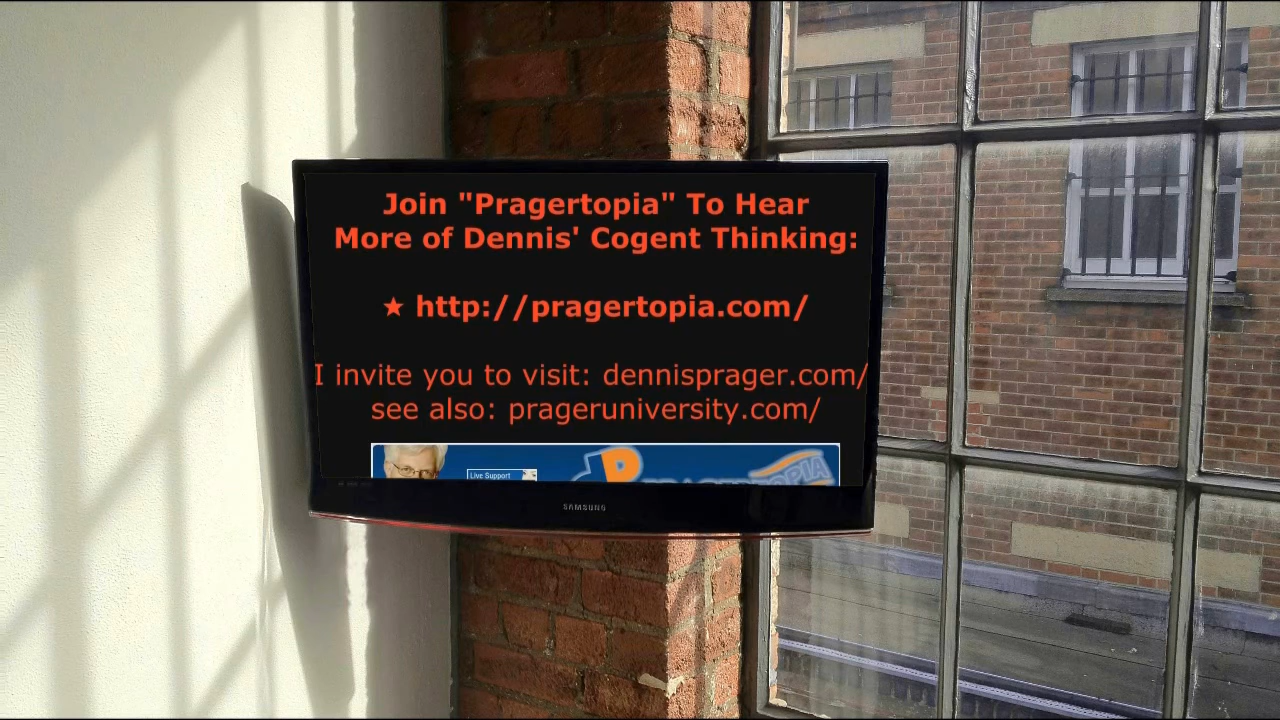 Join "Pragertopia" To Hear
More of Dennis' Cogent Thinking:
★ http://pragertopia.com/
I invite you to visit: dennisprager.com/
see also: prageruniversity.com/
Live Support
SAMSUNG